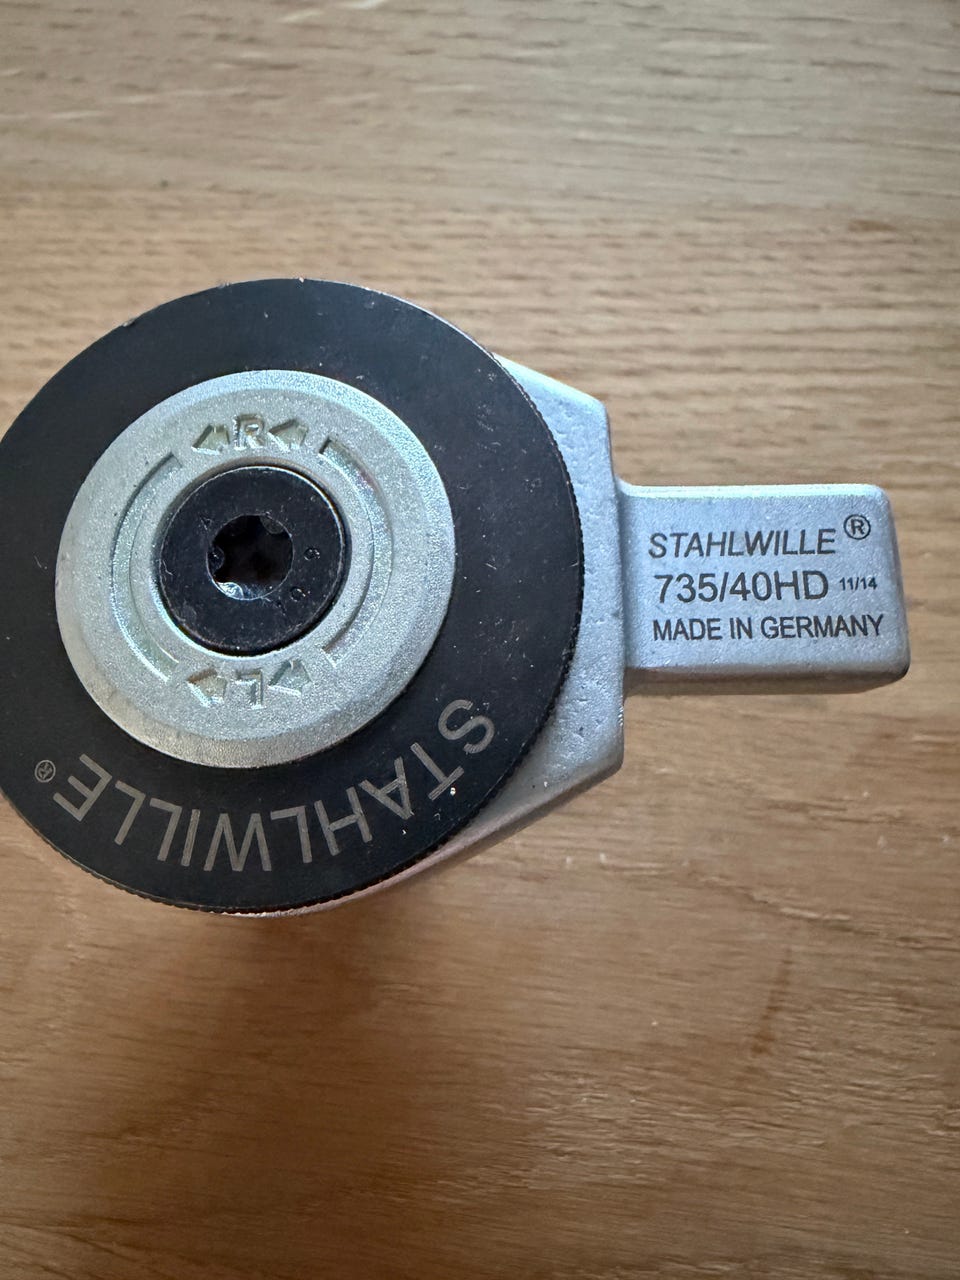 R
L
STAHLWILLE®
STAHLWILLE®
735/40HD 11/14
MADE IN GERMANY